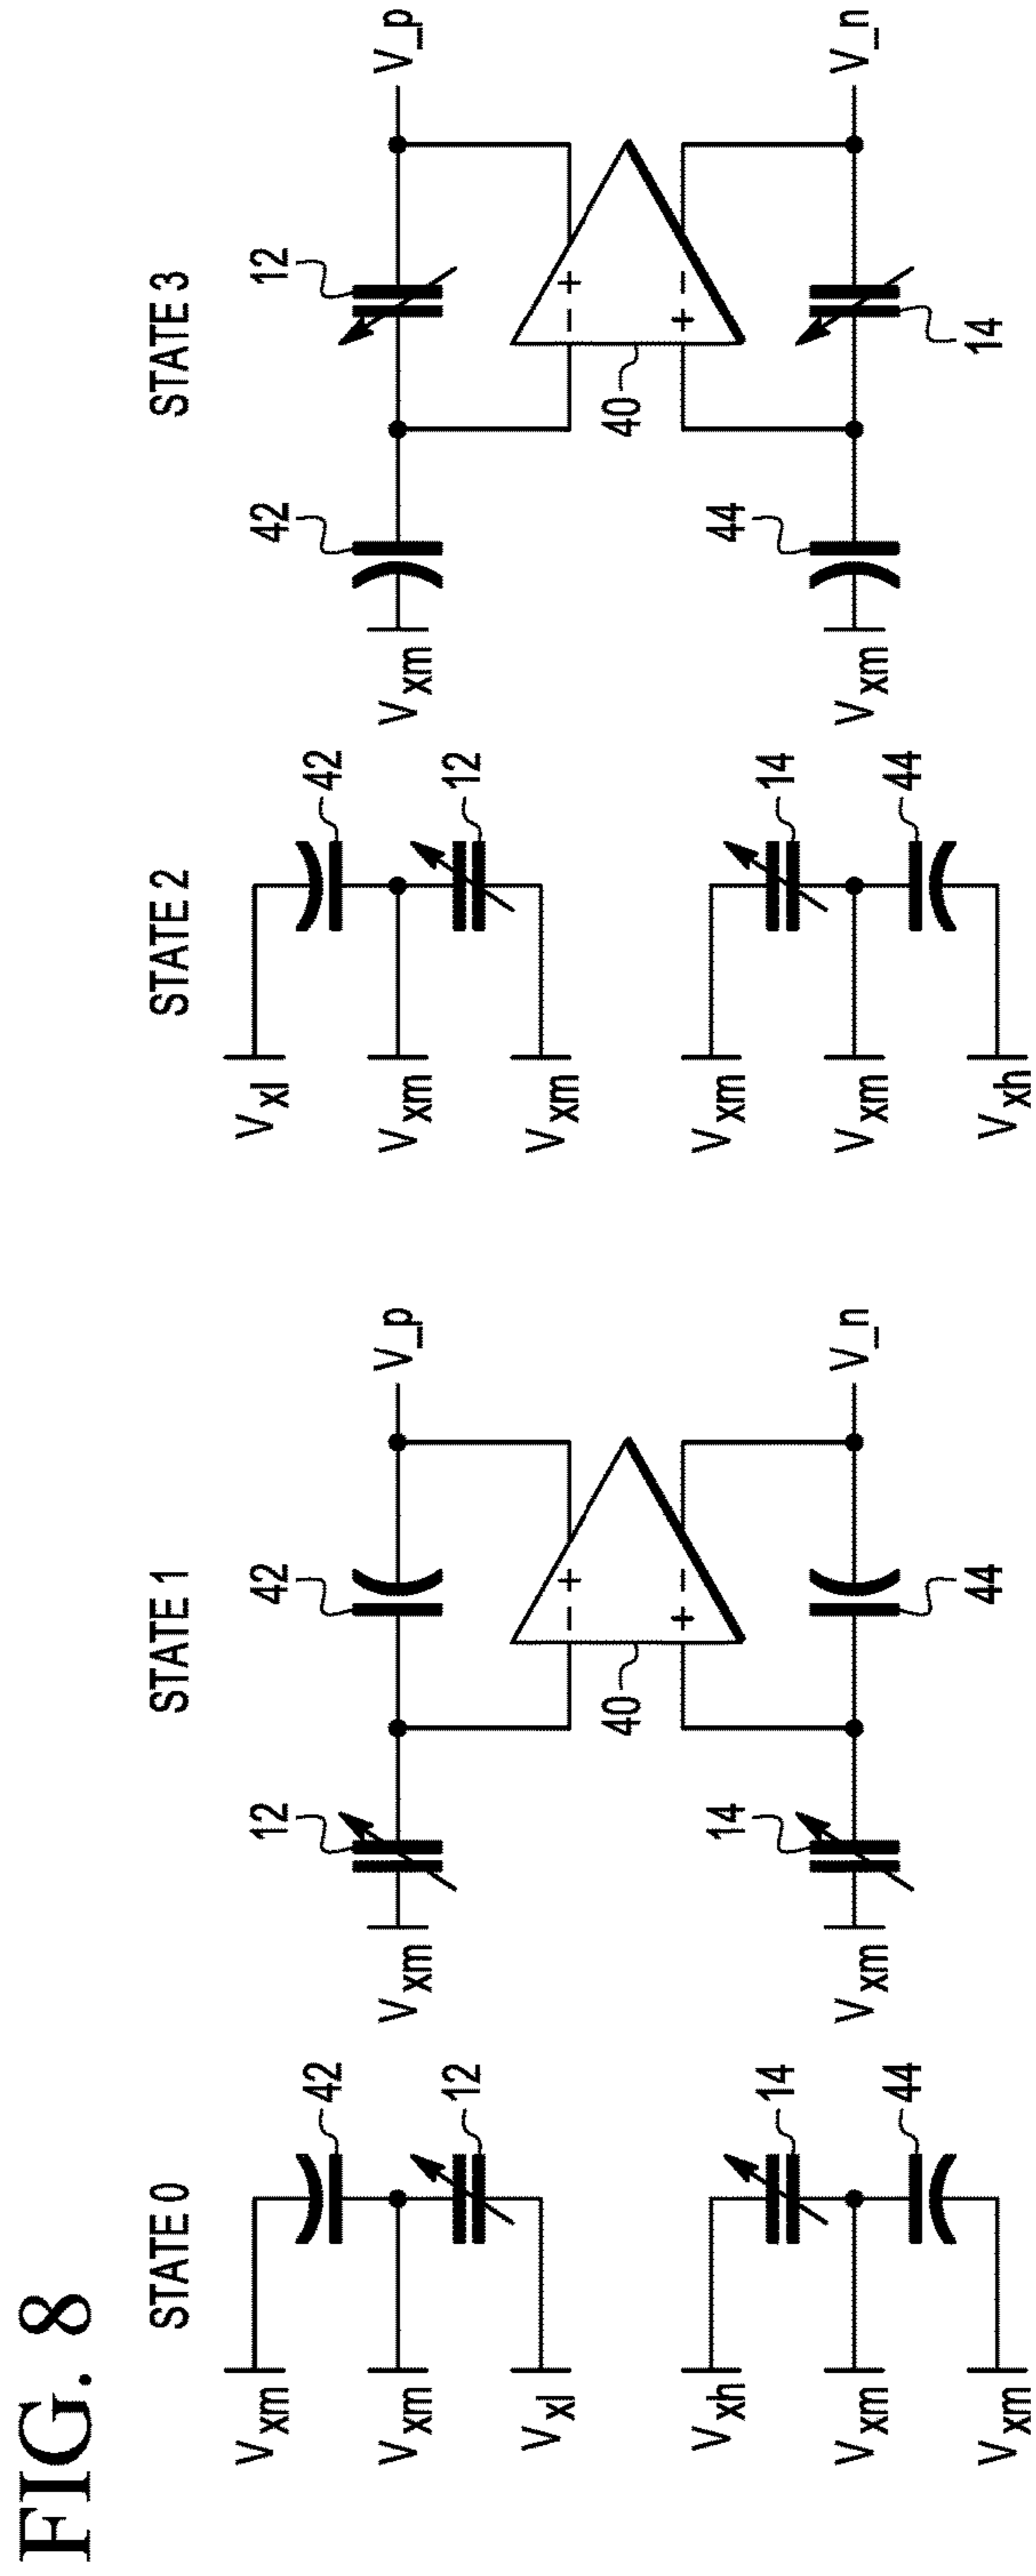 FIG. 8
STATE 0
Vxm
42
Vxm
12
Vxl
Vxh
14
Vxm
44
Vxm
STATE 1
12
42
V_p
Vxm
- +
+ -
40
14
44
V_n
Vxm
STATE 2
Vxl
42
Vxm
12
Vxm
Vxm
14
Vxm
44
Vxh
STATE 3
42
12
V_p
Vxm
- +
+ -
40
44
14
V_n
Vxm